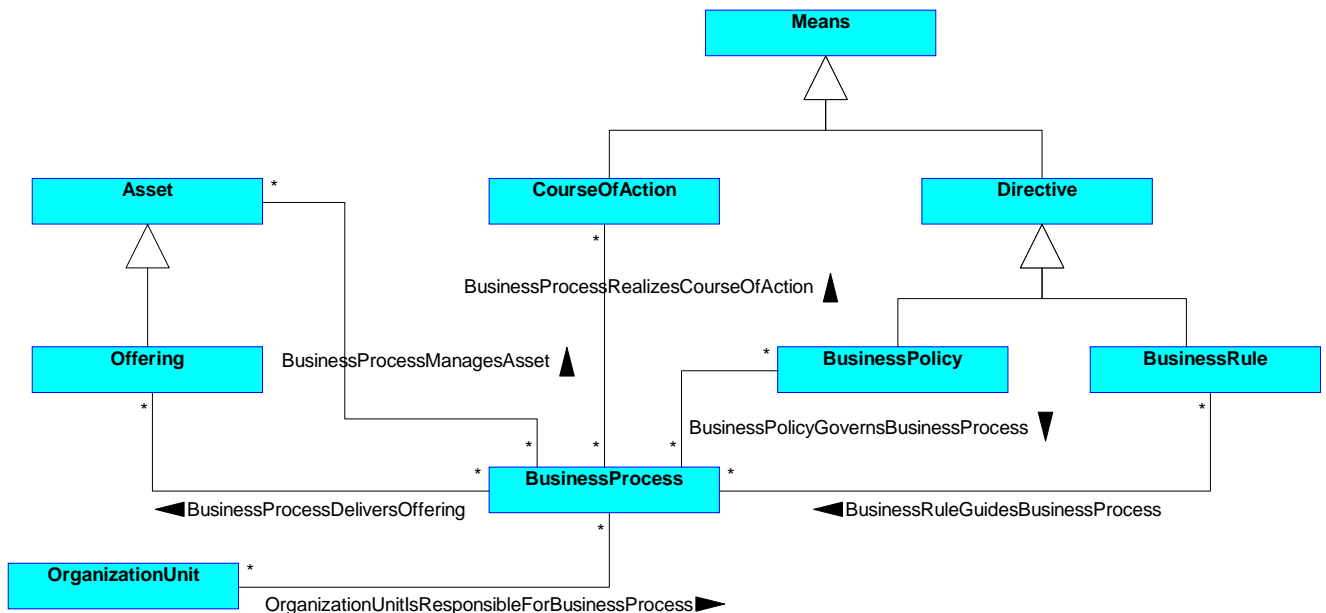 Means
*
Asset
CourseOfAction
Directive
*
BusinessProcessRealizesCourseOfAction
Offering
BusinessProcessManagesAsset
*
BusinessPolicy
BusinessRule
*
*
BusinessPolicyGovernsBusinessProcess
*
*
*
*
*
BusinessProcess
BusinessProcessDeliversOffering
BusinessRuleGuidesBusinessProcess
*
*
OrganizationUnit
OrganizationUnitIsResponsibleForBusinessProcess